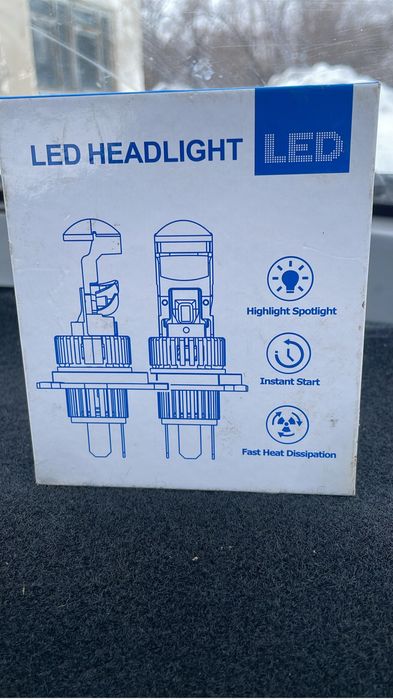 LED HEADLIGHT
LED
Highlight Spotlight
Instant Start
Fast Heat Dissipation